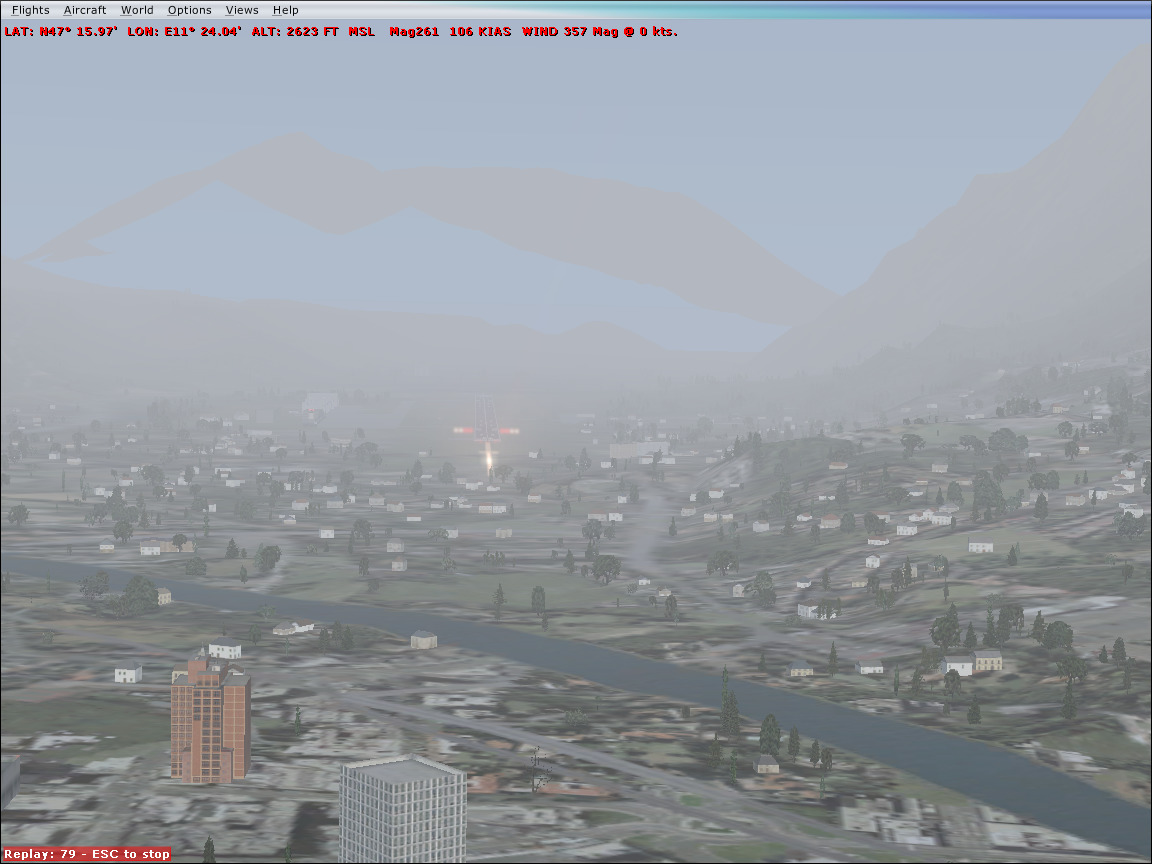 Flights Aircraft World Options Views Help
LAT: N47° 15.97' LON: E11° 24.04' ALT: 2623 FT MSL Mag261 106 KIAS WIND 357 Mag @ 0 kts.
Replay: 79 - ESC to stop